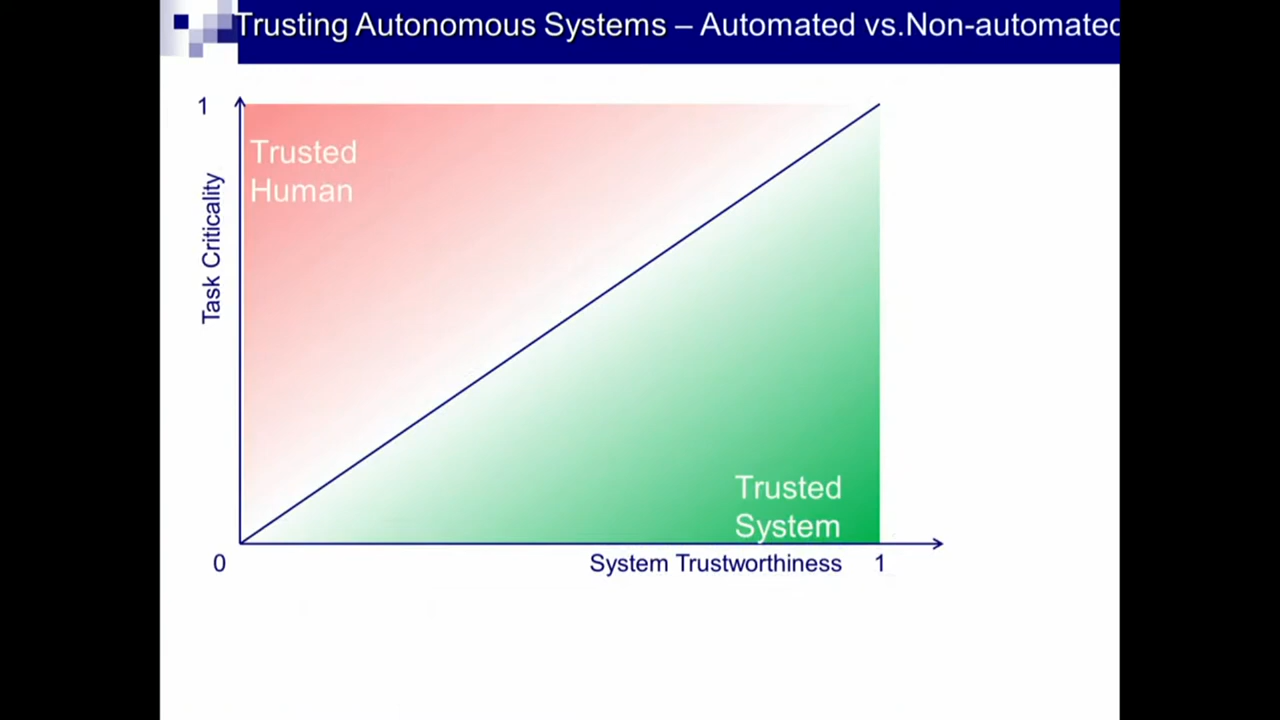 Trusting Autonomous Systems – Automated vs.Non-automated
1
Trusted
Human
Task Criticality
Trusted
System
0
System Trustworthiness
1